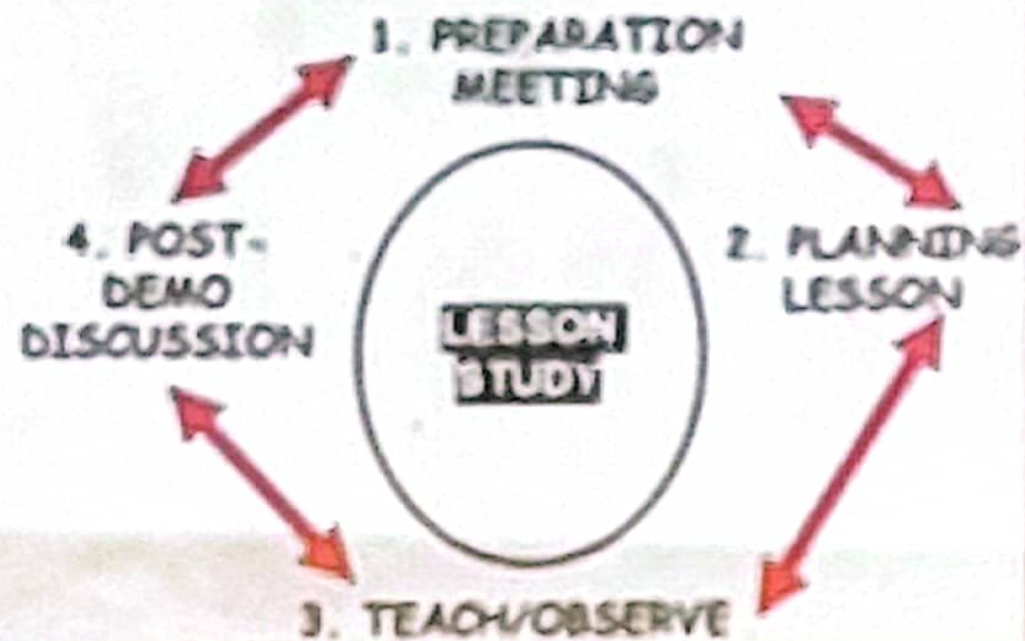 1. PREPARATION
MEETING
2. PLANNING
LESSON
3. TEACH/OBSERVE
4. POST-
DEMO
DISCUSSION
LESSON
STUDY